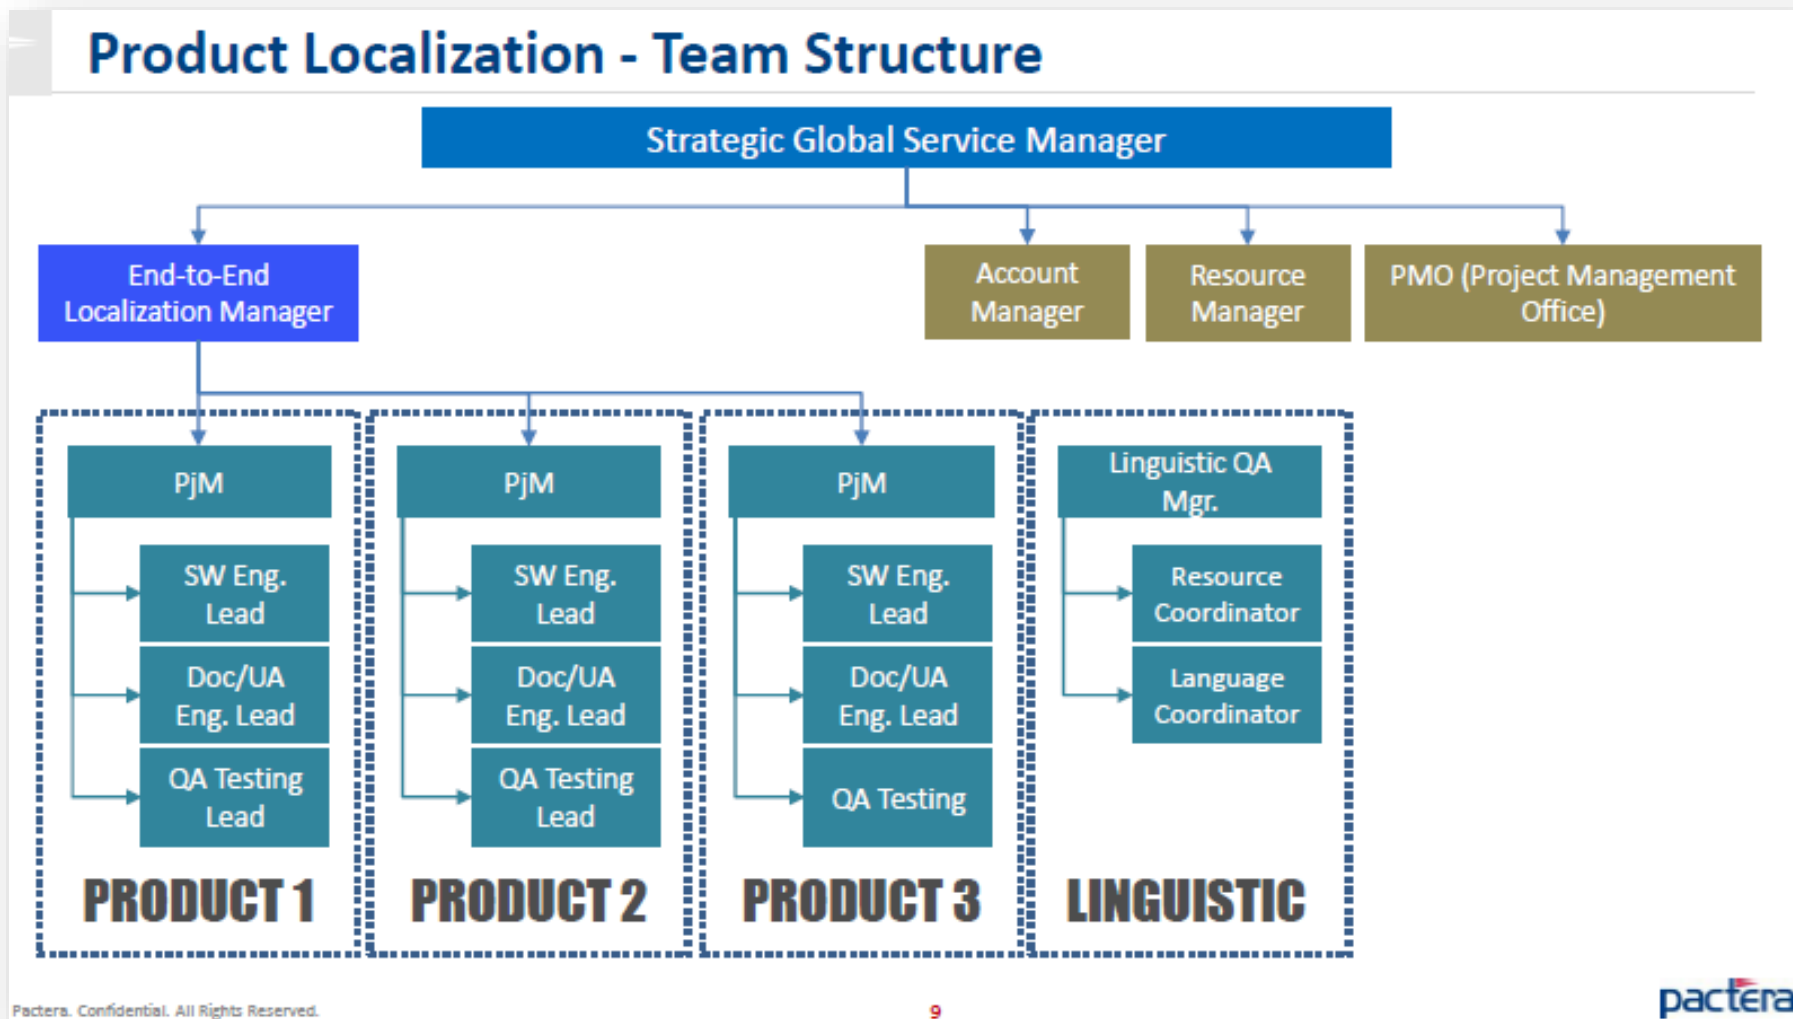 Product Localization - Team Structure
Strategic Global Service Manager
End-to-End
Localization Manager
Account
Manager
Resource
Manager
PMO (Project Management
Office)
PjM
SW Eng.
Lead
Doc/UA
Eng. Lead
QA Testing
Lead
PRODUCT 1
PjM
SW Eng.
Lead
Doc/UA
Eng. Lead
QA Testing
Lead
PRODUCT 2
PjM
SW Eng.
Lead
Doc/UA
Eng. Lead
QA Testing
PRODUCT 3
Linguistic QA
Mgr.
Resource
Coordinator
Language
Coordinator
LINGUISTIC
Pactera. Confidential. All Rights Reserved.
9
pactera